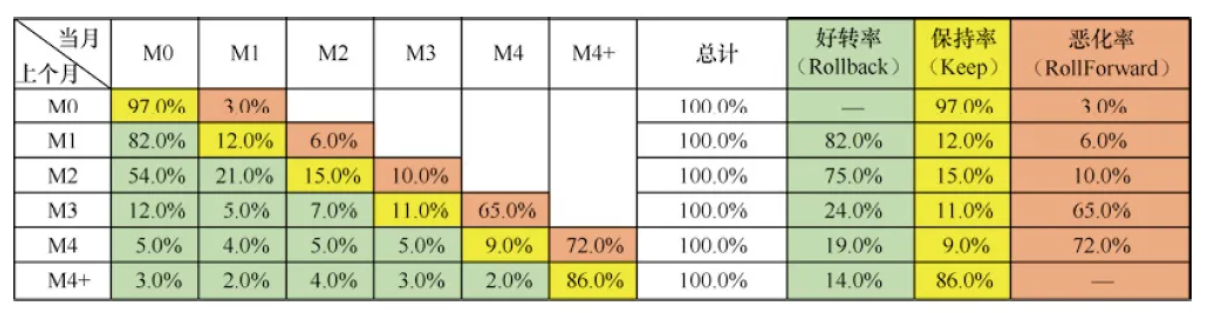 当月
上个月
M0 M1 M2 M3 M4 M4+ 总计 好转率（Rollback） 保持率（Keep） 恶化率（RollForward）
M0 97.0% 3.0% 100.0% — 97.0% 3.0%
M1 82.0% 12.0% 6.0% 100.0% 82.0% 12.0% 6.0%
M2 54.0% 21.0% 15.0% 10.0% 100.0% 75.0% 15.0% 10.0%
M3 12.0% 5.0% 7.0% 11.0% 65.0% 100.0% 24.0% 11.0% 65.0%
M4 5.0% 4.0% 5.0% 5.0% 9.0% 72.0% 100.0% 19.0% 9.0% 72.0%
M4+ 3.0% 2.0% 4.0% 3.0% 2.0% 86.0% 100.0% 14.0% 86.0% —